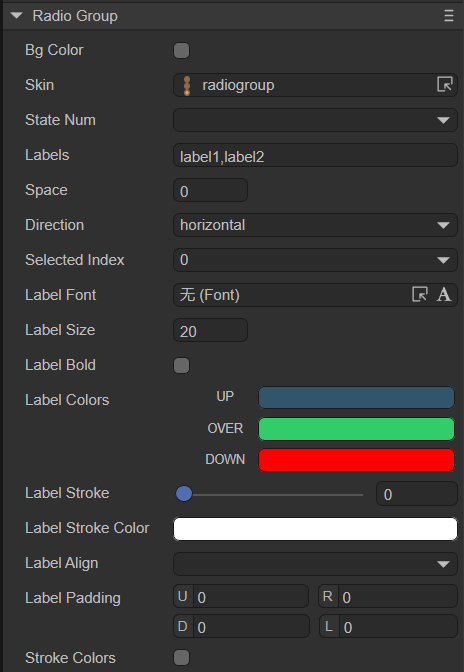 Radio Group
Bg Color
Skin radiogroup
State Num
Labels label1,label2
Space 0
Direction horizontal
Selected Index 0
Label Font 无 (Font) A
Label Size 20
Label Bold
Label Colors UP
OVER
DOWN
Label Stroke 0
Label Stroke Color
Label Align
Label Padding U 0 R 0
D 0 L 0
Stroke Colors